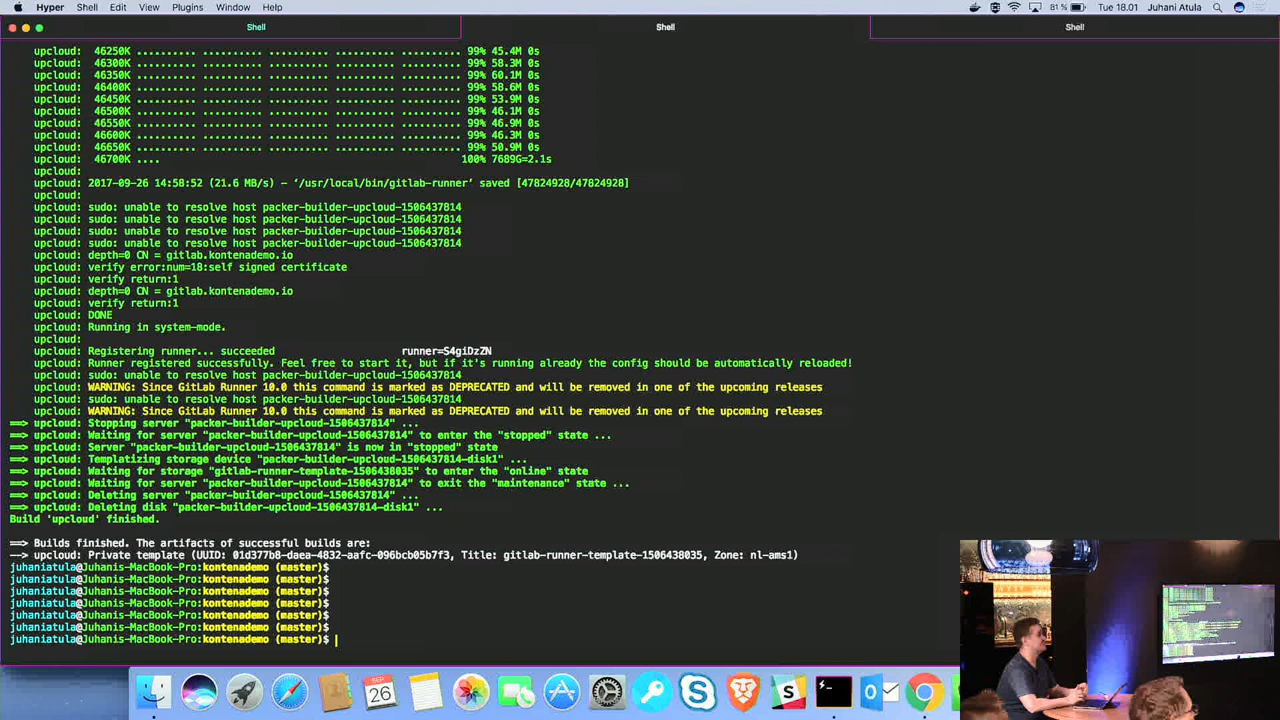 Hyper Shell Edit View Plugins Window Help 81 % Tue 18.01 Juhani Atula
Shell Shell Shell
upcloud: 46250K .......... .......... .......... .......... .......... 99% 45.4M 0s
upcloud: 46300K .......... .......... .......... .......... .......... 99% 58.3M 0s
upcloud: 46350K .......... .......... .......... .......... .......... 99% 60.1M 0s
upcloud: 46400K .......... .......... .......... .......... .......... 99% 58.6M 0s
upcloud: 46450K .......... .......... .......... .......... .......... 99% 53.9M 0s
upcloud: 46500K .......... .......... .......... .......... .......... 99% 46.1M 0s
upcloud: 46550K .......... .......... .......... .......... .......... 99% 46.9M 0s
upcloud: 46600K .......... .......... .......... .......... .......... 99% 46.3M 0s
upcloud: 46650K .......... .......... .......... .......... .......... 99% 50.9M 0s
upcloud: 46700K .... 100% 7689G=2.1s
upcloud:
upcloud: 2017-09-26 14:58:52 (21.6 MB/s) - ‘/usr/local/bin/gitlab-runner’ saved [47824928/47824928]
upcloud:
upcloud: sudo: unable to resolve host packer-builder-upcloud-1506437814
upcloud: sudo: unable to resolve host packer-builder-upcloud-1506437814
upcloud: sudo: unable to resolve host packer-builder-upcloud-1506437814
upcloud: sudo: unable to resolve host packer-builder-upcloud-1506437814
upcloud: depth=0 CN = gitlab.kontenademo.io
upcloud: verify error:num=18:self signed certificate
upcloud: verify return:1
upcloud: depth=0 CN = gitlab.kontenademo.io
upcloud: verify return:1
upcloud: DONE
upcloud: Running in system-mode.
upcloud:
upcloud: Registering runner... succeeded runner=S4giDzZN
upcloud: Runner registered successfully. Feel free to start it, but if it's running already the config should be automatically reloaded!
upcloud: sudo: unable to resolve host packer-builder-upcloud-1506437814
upcloud: WARNING: Since GitLab Runner 10.0 this command is marked as DEPRECATED and will be removed in one of the upcoming releases
upcloud: sudo: unable to resolve host packer-builder-upcloud-1506437814
upcloud: WARNING: Since GitLab Runner 10.0 this command is marked as DEPRECATED and will be removed in one of the upcoming releases
==> upcloud: Stopping server "packer-builder-upcloud-1506437814" ...
==> upcloud: Waiting for server "packer-builder-upcloud-1506437814" to enter the "stopped" state ...
==> upcloud: Server "packer-builder-upcloud-1506437814" is now in "stopped" state
==> upcloud: Templatizing storage device "packer-builder-upcloud-1506437814-disk1" ...
==> upcloud: Waiting for storage "gitlab-runner-template-1506438035" to enter the "online" state
==> upcloud: Waiting for server "packer-builder-upcloud-1506437814" to exit the "maintenance" state ...
==> upcloud: Deleting server "packer-builder-upcloud-1506437814" ...
==> upcloud: Deleting disk "packer-builder-upcloud-1506437814-disk1" ...
Build 'upcloud' finished.
==> Builds finished. The artifacts of successful builds are:
--> upcloud: Private template (UUID: 01d377b8-daea-4832-aafc-096bcb05b7f3, Title: gitlab-runner-template-1506438035, Zone: nl-ams1)
juhaniatula@Juhanis-MacBook-Pro:kontenademo (master)$
juhaniatula@Juhanis-MacBook-Pro:kontenademo (master)$
juhaniatula@Juhanis-MacBook-Pro:kontenademo (master)$
juhaniatula@Juhanis-MacBook-Pro:kontenademo (master)$
juhaniatula@Juhanis-MacBook-Pro:kontenademo (master)$
juhaniatula@Juhanis-MacBook-Pro:kontenademo (master)$
juhaniatula@Juhanis-MacBook-Pro:kontenademo (master)$
SEP
26